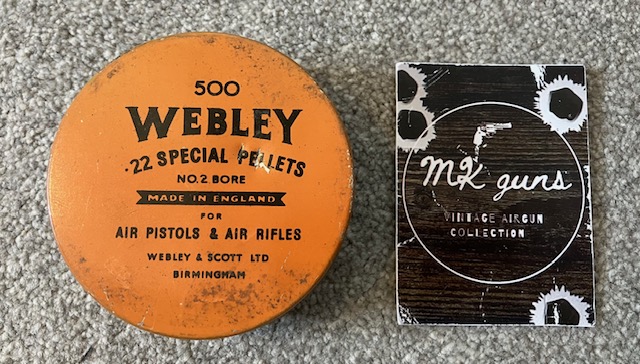 500
WEBLEY
.22 SPECIAL PELLETS
NO.2 BORE
MADE IN ENGLAND
FOR
AIR PISTOLS & AIR RIFLES
WEBLEY & SCOTT LTD
BIRMINGHAM
MK guns
VINTAGE AIRGUN
COLLECTION